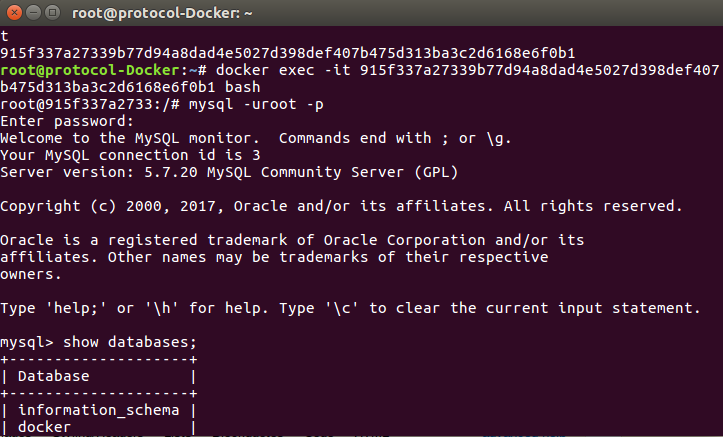 root@protocol-Docker: ~
t
915f337a27339b77d94a8dad4e5027d398def407b475d313ba3c2d6168e6f0b1
root@protocol-Docker:~# docker exec -it 915f337a27339b77d94a8dad4e5027d398def407
b475d313ba3c2d6168e6f0b1 bash
root@915f337a2733:/# mysql -uroot -p
Enter password:
Welcome to the MySQL monitor.  Commands end with ; or \g.
Your MySQL connection id is 3
Server version: 5.7.20 MySQL Community Server (GPL)
Copyright (c) 2000, 2017, Oracle and/or its affiliates. All rights reserved.
Oracle is a registered trademark of Oracle Corporation and/or its
affiliates. Other names may be trademarks of their respective
owners.
Type 'help;' or '\h' for help. Type '\c' to clear the current input statement.
mysql> show databases;
+--------------------+
| Database           |
+--------------------+
| information_schema |
| docker             |